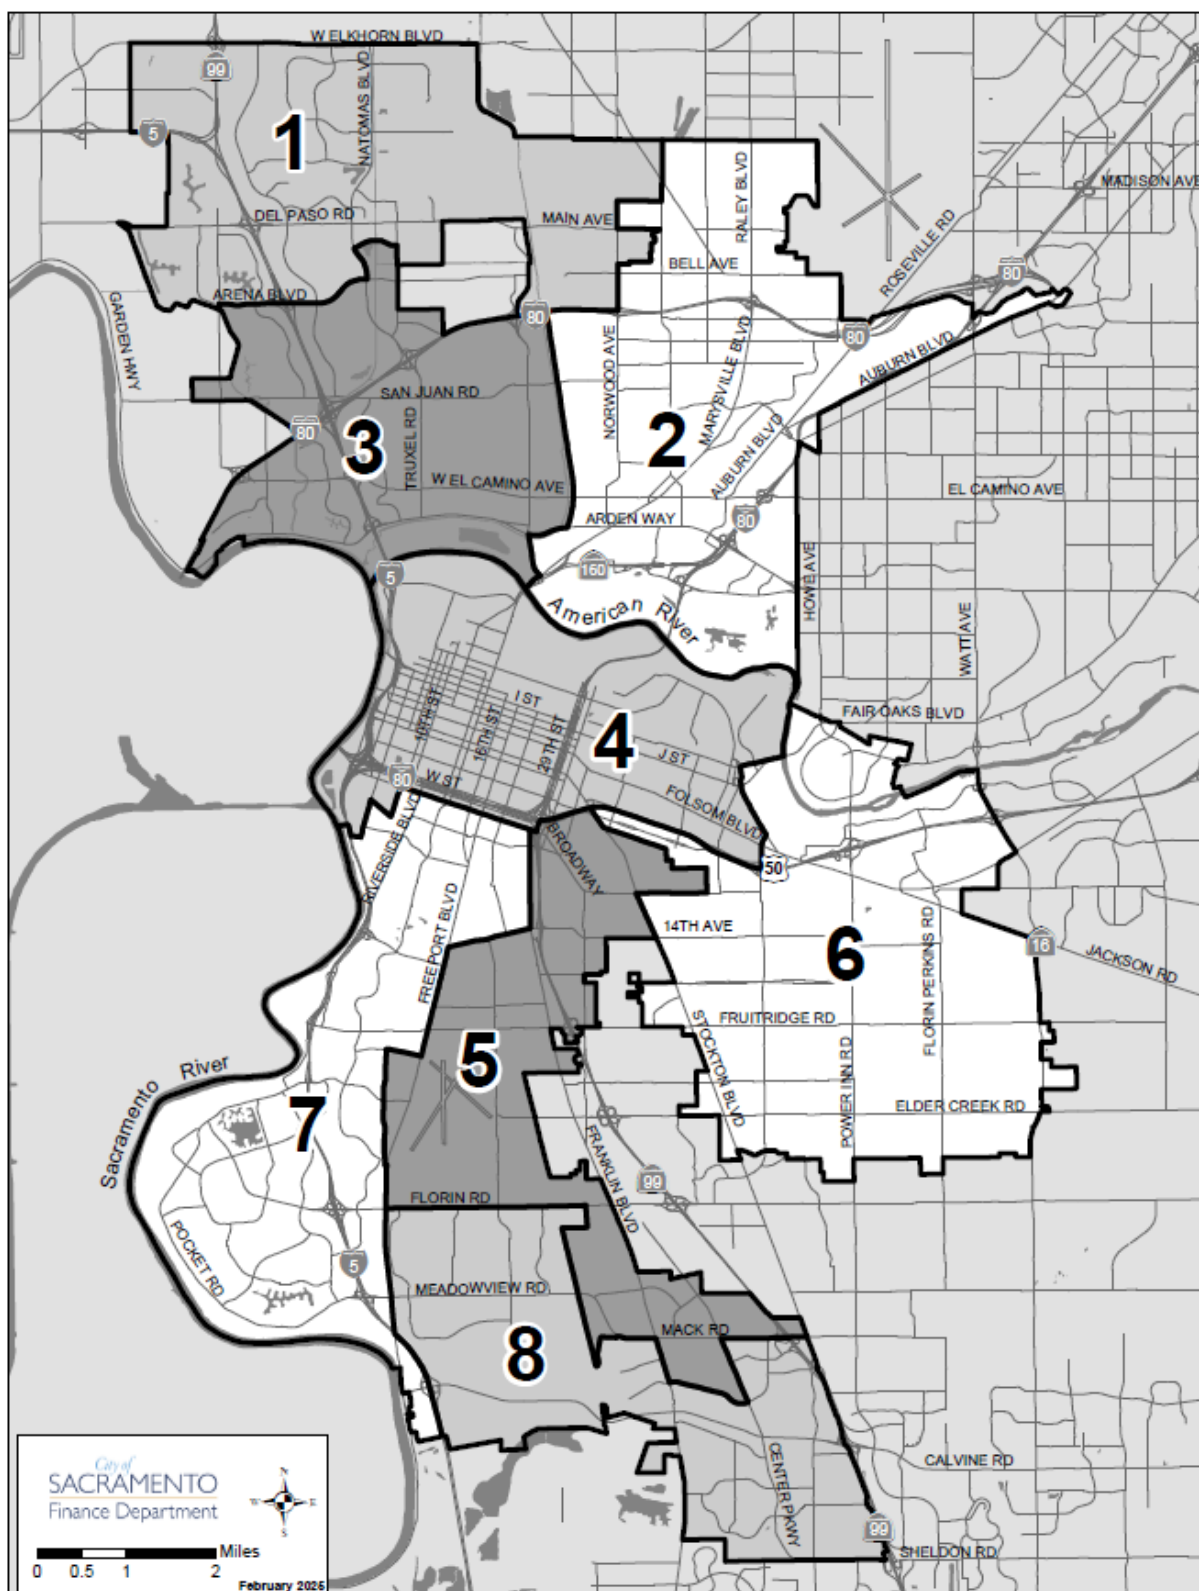 W ELKHORN BLVD
99
NATOMAS BLVD
5
1
RALEY BLVD
MADISON AVE
DEL PASO RD
MAIN AVE
ROSEVILLE RD
BELL AVE
80
ARENA BLVD
GARDEN HWY
80
80
NORWOOD AVE
MARYSVILLE BLVD
AUBURN BLVD
SAN JUAN RD
80
3
TRUXEL RD
2
AUBURN BLVD
W EL CAMINO AVE
EL CAMINO AVE
ARDEN WAY
80
160
5
HOWE AVE
American River
WATT AVE
I ST
10TH ST
16TH ST
29TH ST
FAIR OAKS BLVD
4
J ST
80
W ST
FOLSOM BLVD
RIVERSIDE BLVD
BROADWAY
50
FREEPORT BLVD
14TH AVE
6
FLORIN PERKINS RD
16
JACKSON RD
FRUITRIDGE RD
STOCKTON BLVD
POWER INN RD
5
Sacramento River
7
ELDER CREEK RD
FRANKLIN BLVD
99
FLORIN RD
POCKET RD
5
MEADOWVIEW RD
MACK RD
8
CENTER PKWY
CALVINE RD
99
SHELDON RD
City of
SACRAMENTO
Finance Department
N
W E
S
0 0.5 1 2 Miles
February 2025